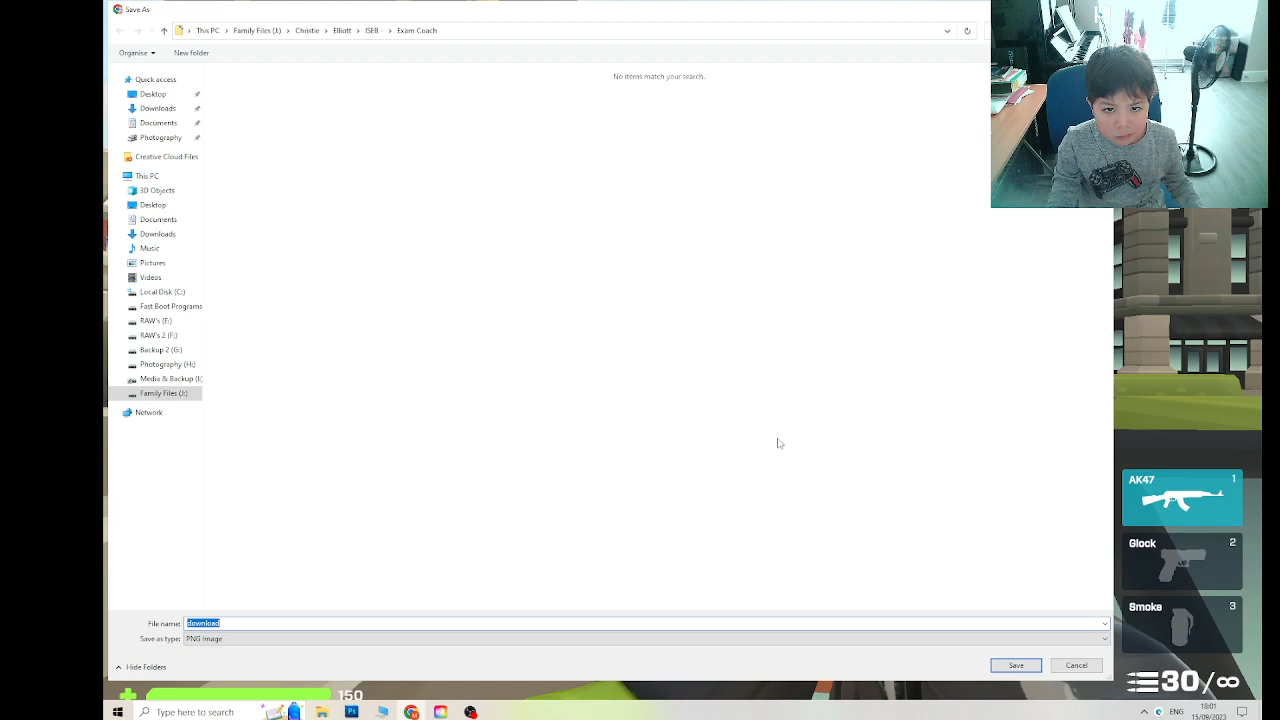 Save As
This PC > Family Files (J:) > Christie > Elliott > ISEB > Exam Coach
Organise New folder
No items match your search.
Quick access
Desktop
Downloads
Documents
Photography
Creative Cloud Files
This PC
3D Objects
Desktop
Documents
Downloads
Music
Pictures
Videos
Local Disk (C:)
Fast Boot Programs
RAW's (E:)
RAW's 2 (F:)
Backup 2 (G:)
Photography (H:)
Media & Backup (I:
Family Files (J:)
Network
AK47 1
Glock 2
Smoke 3
File name: download
Save as type: PNG Image
Hide Folders Save Cancel
150
30/∞
Type here to search
ENG
18:01
15/09/2023